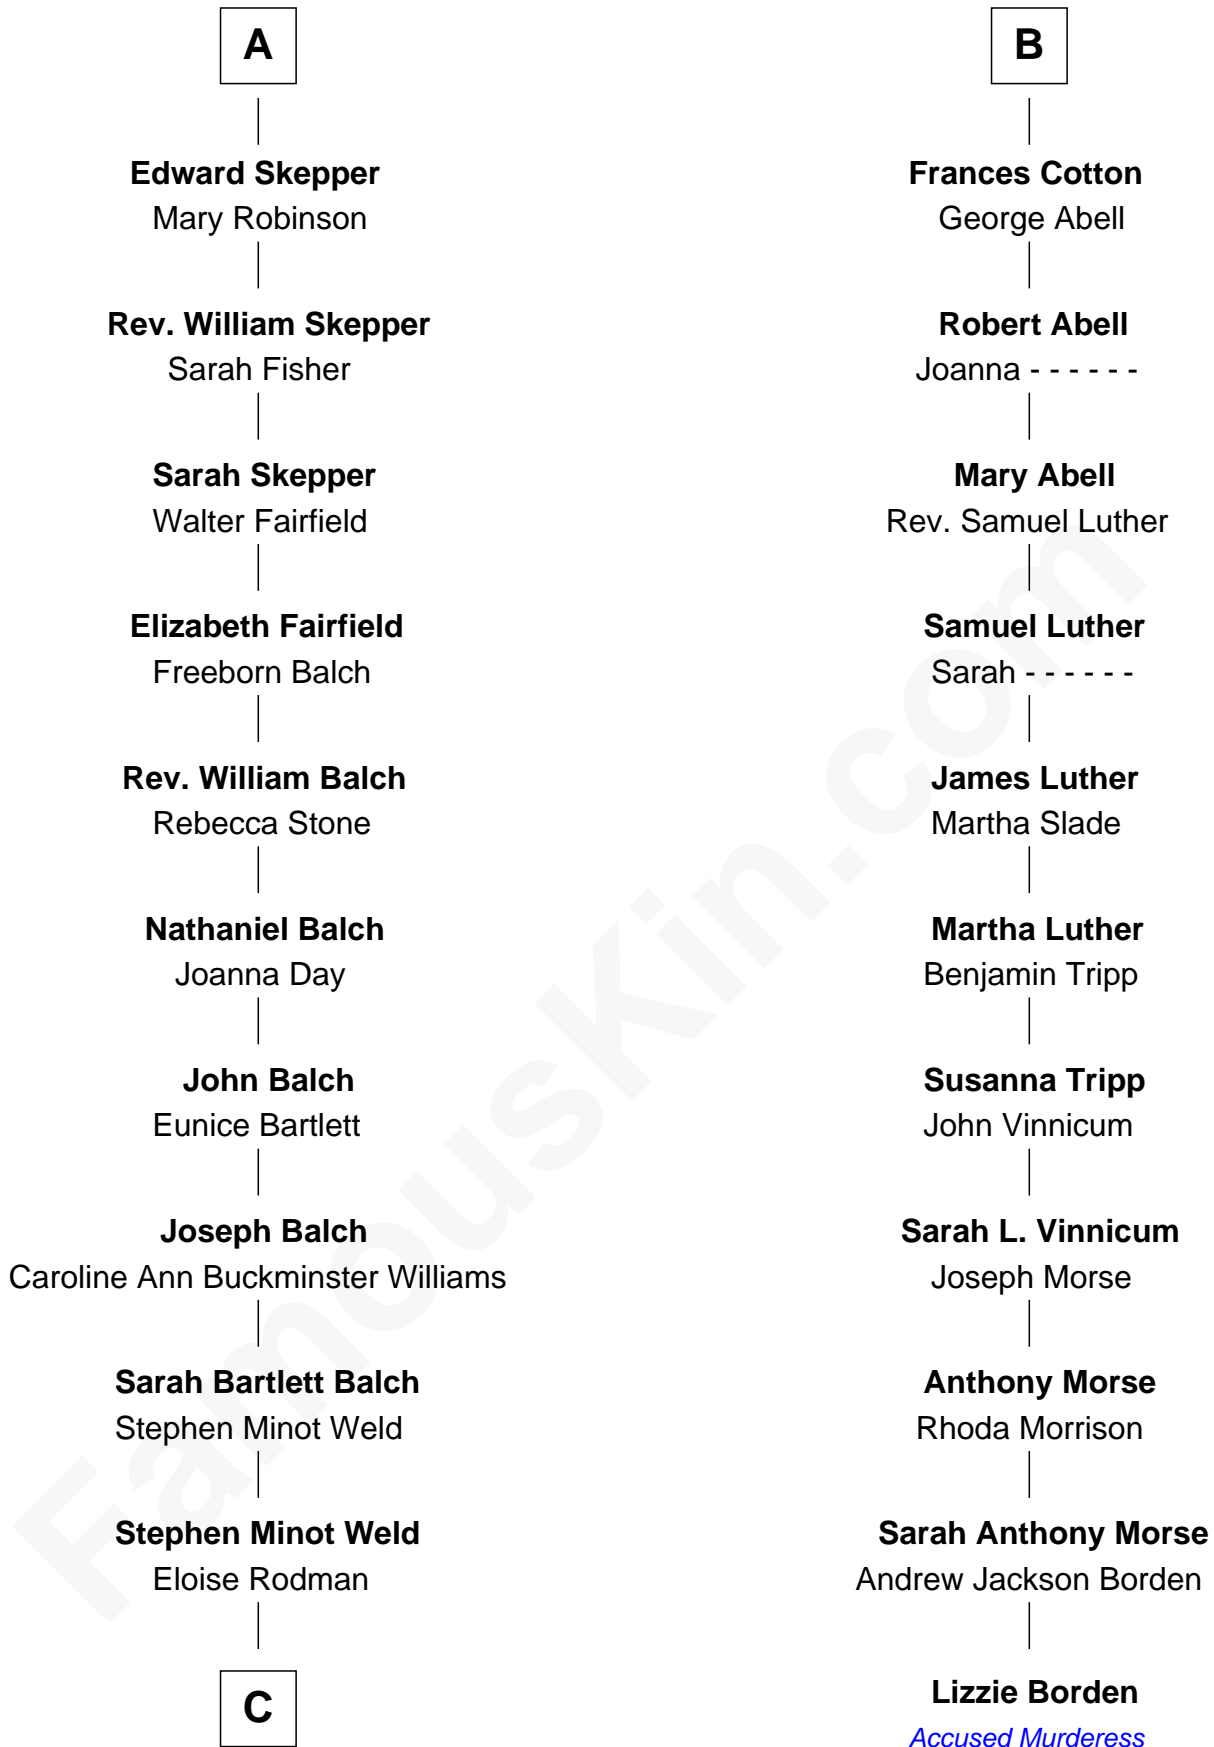 A
Edward Skepper
Mary Robinson
Rev. William Skepper
Sarah Fisher
Sarah Skepper
Walter Fairfield
Elizabeth Fairfield
Freeborn Balch
Rev. William Balch
Rebecca Stone
Nathaniel Balch
Joanna Day
John Balch
Eunice Bartlett
Joseph Balch
Caroline Ann Buckminster Williams
Sarah Bartlett Balch
Stephen Minot Weld
Stephen Minot Weld
Eloise Rodman
C
B
Frances Cotton
George Abell
Robert Abell
Joanna - - - - - -
Mary Abell
Rev. Samuel Luther
Samuel Luther
Sarah - - - - - -
James Luther
Martha Slade
Martha Luther
Benjamin Tripp
Susanna Tripp
John Vinnicum
Sarah L. Vinnicum
Joseph Morse
Anthony Morse
Rhoda Morrison
Sarah Anthony Morse
Andrew Jackson Borden
Lizzie Borden
Accused Murderess
FamousKin.com